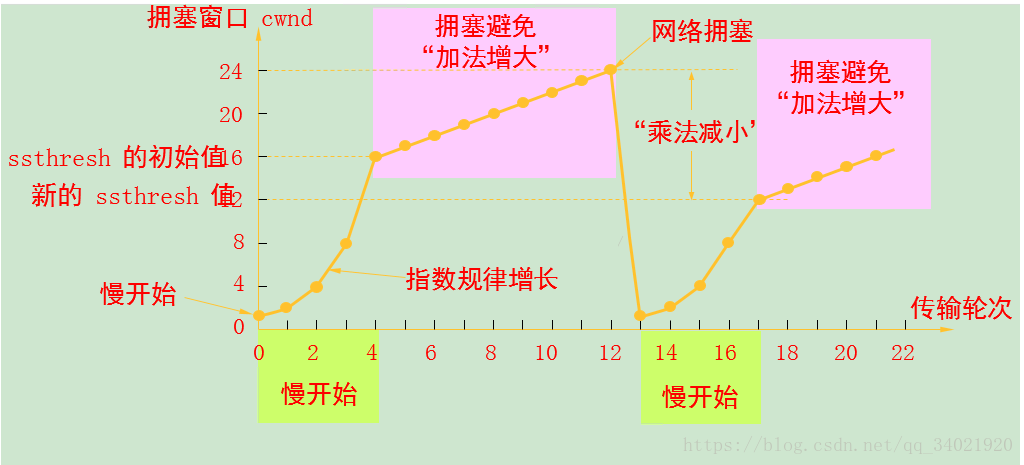 拥塞窗口 cwnd
拥塞避免
“加法增大”
网络拥塞
拥塞避免
“加法增大”
24
20
“乘法减小’
ssthresh 的初始值
16
新的 ssthresh 值
12
8
4
指数规律增长
慢开始
传输轮次
0
0
2
4
6
8
10
12
14
16
18
20
22
慢开始
慢开始
https://blog.csdn.net/qq_34021920